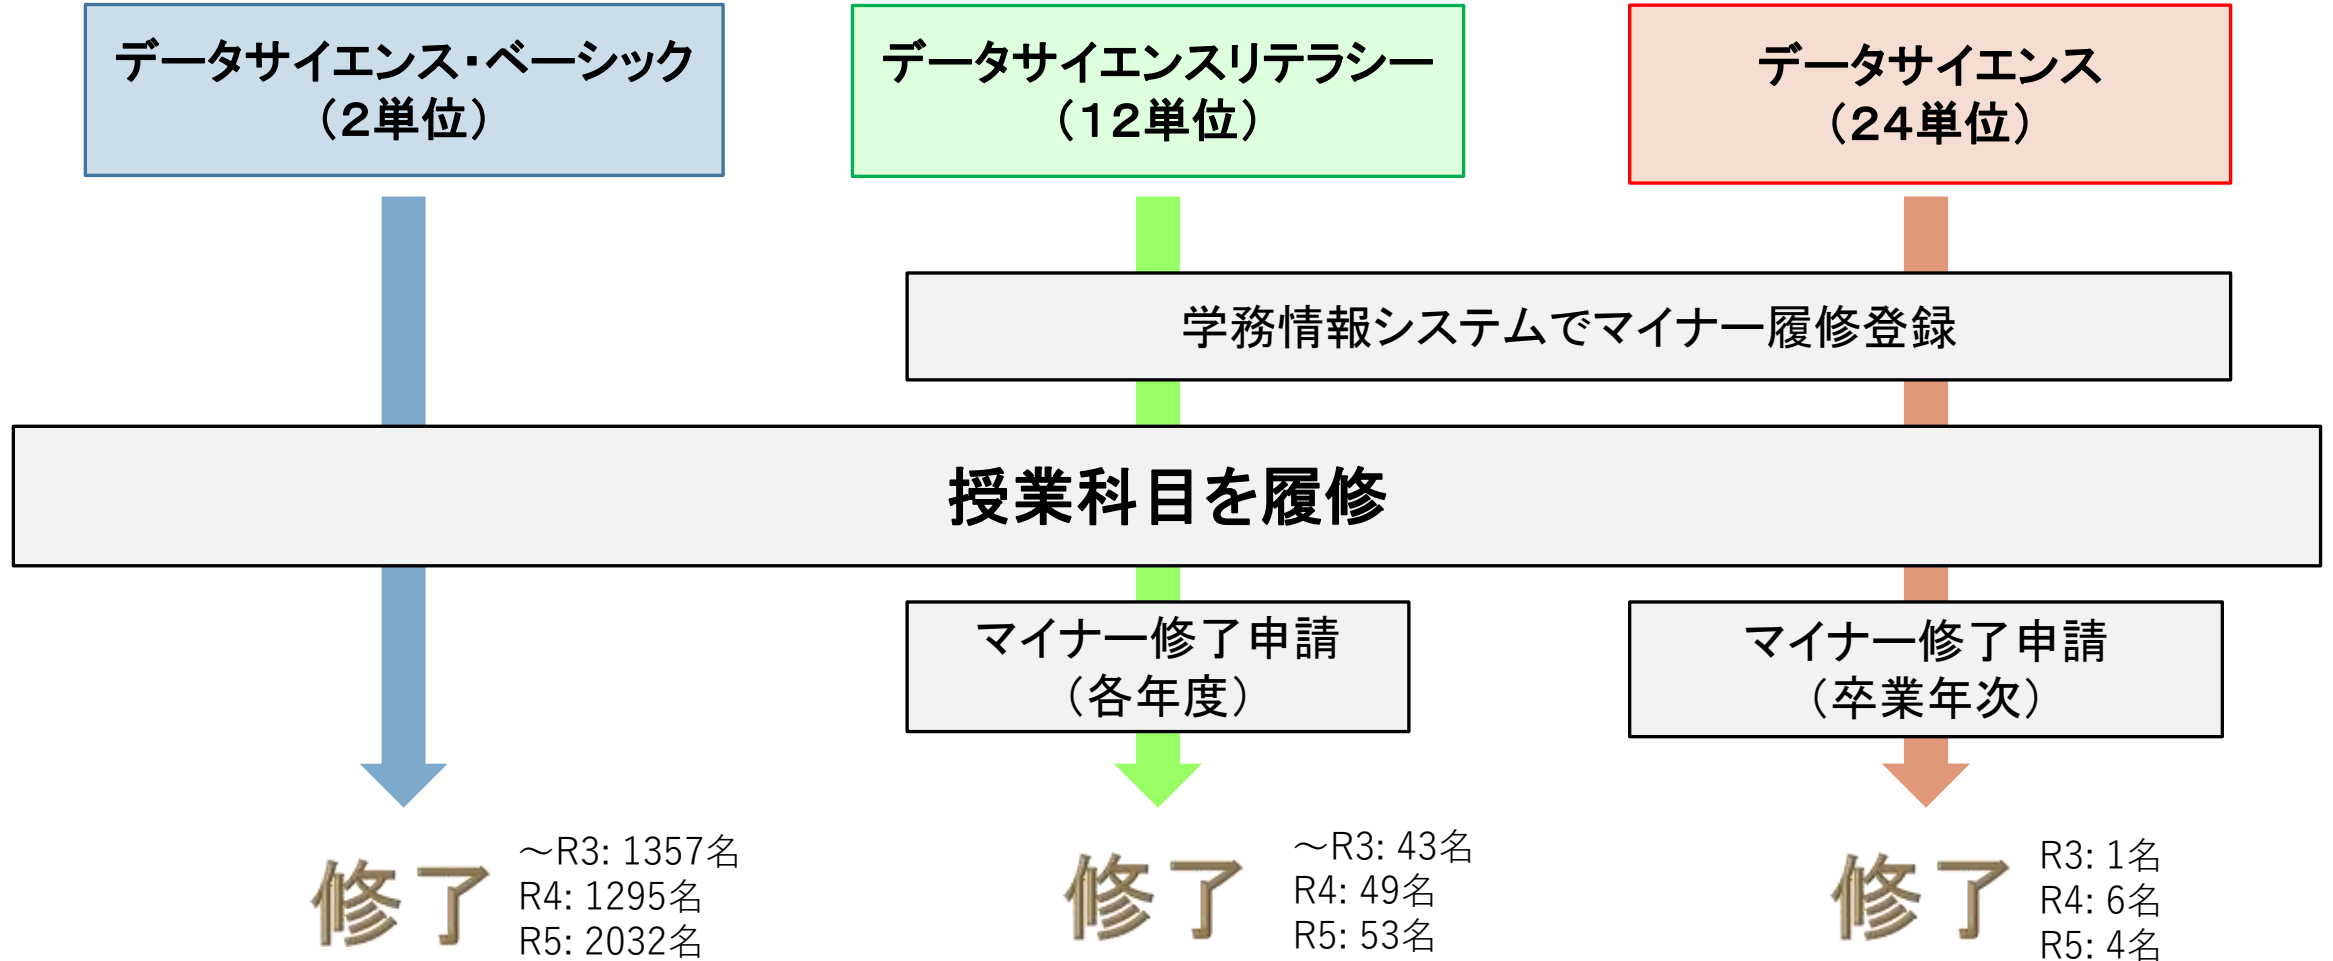 データサイエンス・ベーシック
（２単位）
データサイエンスリテラシー
（１２単位）
データサイエンス
（２４単位）
学務情報システムでマイナー履修登録
授業科目を履修
マイナー修了申請
（各年度）
マイナー修了申請
（卒業年次）
修了
～R3: 1357名
R4: 1295名
R5: 2032名
修了
～R3: 43名
R4: 49名
R5: 53名
修了
R3: 1名
R4: 6名
R5: 4名